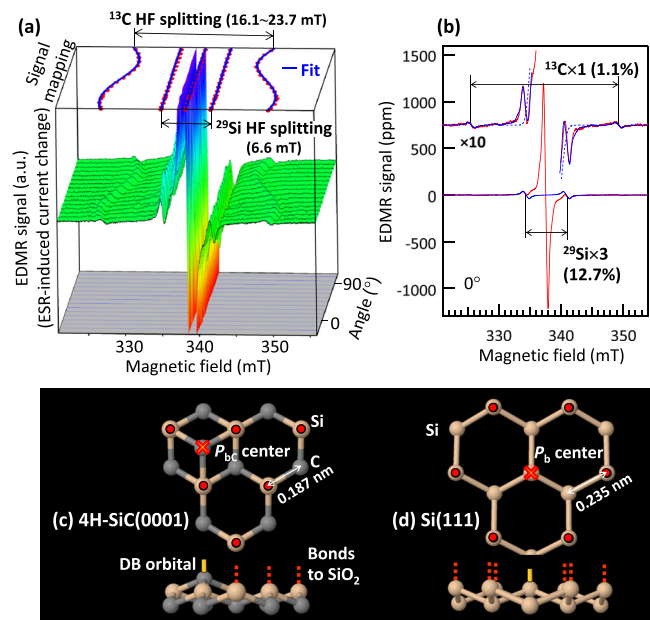 (a)
¹³C HF splitting (16.1~23.7 mT)
Signal
mapping
Fit
²⁹Si HF splitting
(6.6 mT)
EDMR signal (a.u.)
(ESR-induced current change)
90
0
Angle (°)
330 340 350
Magnetic field (mT)
(b)
1500
1000
500
0
-500
-1000
EDMR signal (ppm)
¹³C×1 (1.1%)
×10
²⁹Si×3
(12.7%)
0°
330 340 350
Magnetic field (mT)
Si
PbC center
C
0.187 nm
(c) 4H-SiC(0001)
DB orbital
Bonds
to SiO₂
Si
Pb center
0.235 nm
(d) Si(111)